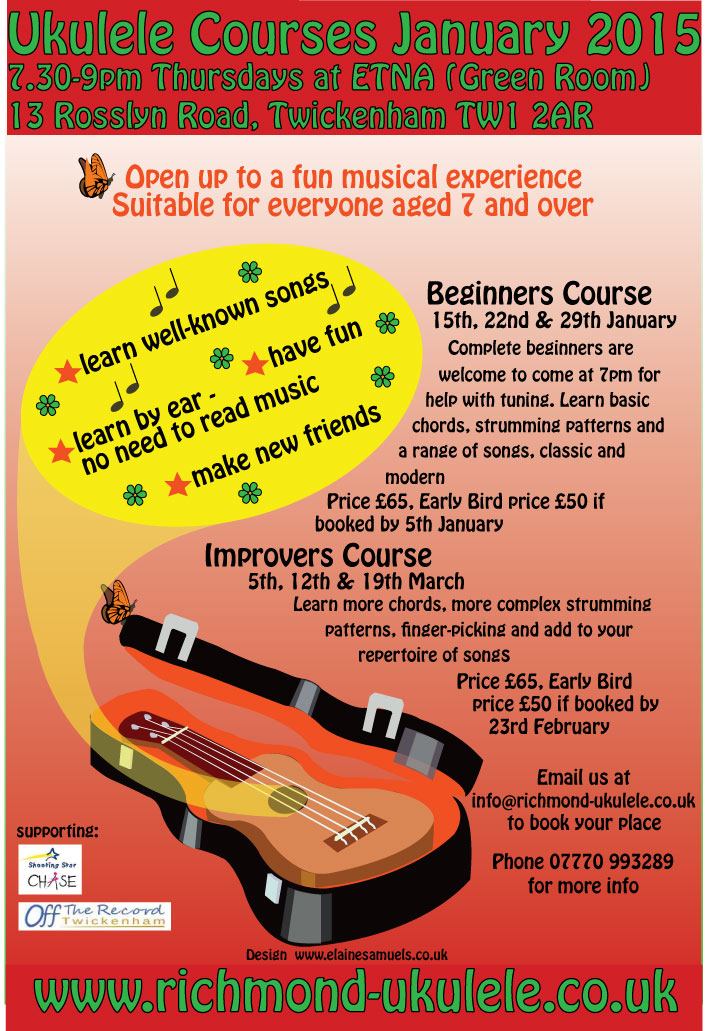 Ukulele Courses January 2015
7.30-9pm Thursdays at ETNA (Green Room)
13 Rosslyn Road, Twickenham TW1 2AR
Open up to a fun musical experience
Suitable for everyone aged 7 and over
learn well-known songs
have fun
learn by ear -
no need to read music
make new friends
Beginners Course
15th, 22nd & 29th January
Complete beginners are
welcome to come at 7pm for
help with tuning. Learn basic
chords, strumming patterns and
a range of songs, classic and
modern
Price £65, Early Bird price £50 if
booked by 5th January
Improvers Course
5th, 12th & 19th March
Learn more chords, more complex strumming
patterns, finger-picking and add to your
repertoire of songs
Price £65, Early Bird
price £50 if booked by
23rd February
Email us at
info@richmond-ukulele.co.uk
to book your place
Phone 07770 993289
for more info
supporting:
Shooting Star
CHASE
Off The Record
Twickenham
Design www.elainesamuels.co.uk
www.richmond-ukulele.co.uk